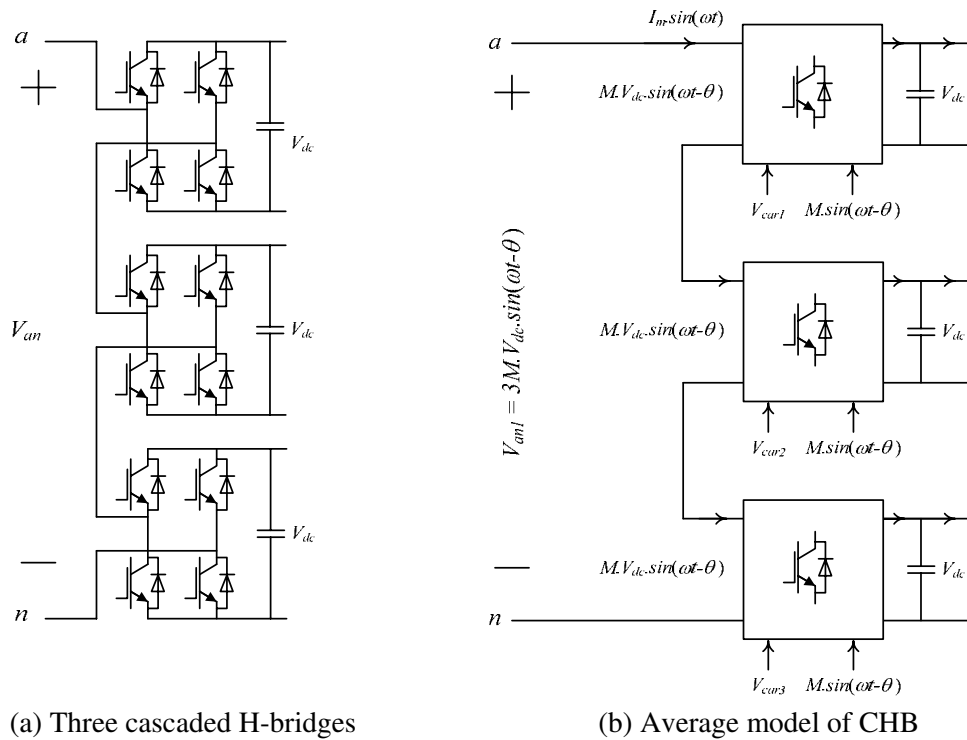 a
V_dc
V_dc
V_an
V_dc
n
(a) Three cascaded H-bridges
I_m.sin(ωt)
a
M.V_dc.sin(ωt-θ)
V_dc
V_car1
M.sin(ωt-θ)
V_an1 = 3M.V_dc.sin(ωt-θ)
M.V_dc.sin(ωt-θ)
V_dc
V_car2
M.sin(ωt-θ)
M.V_dc.sin(ωt-θ)
V_dc
n
V_car3
M.sin(ωt-θ)
(b) Average model of CHB